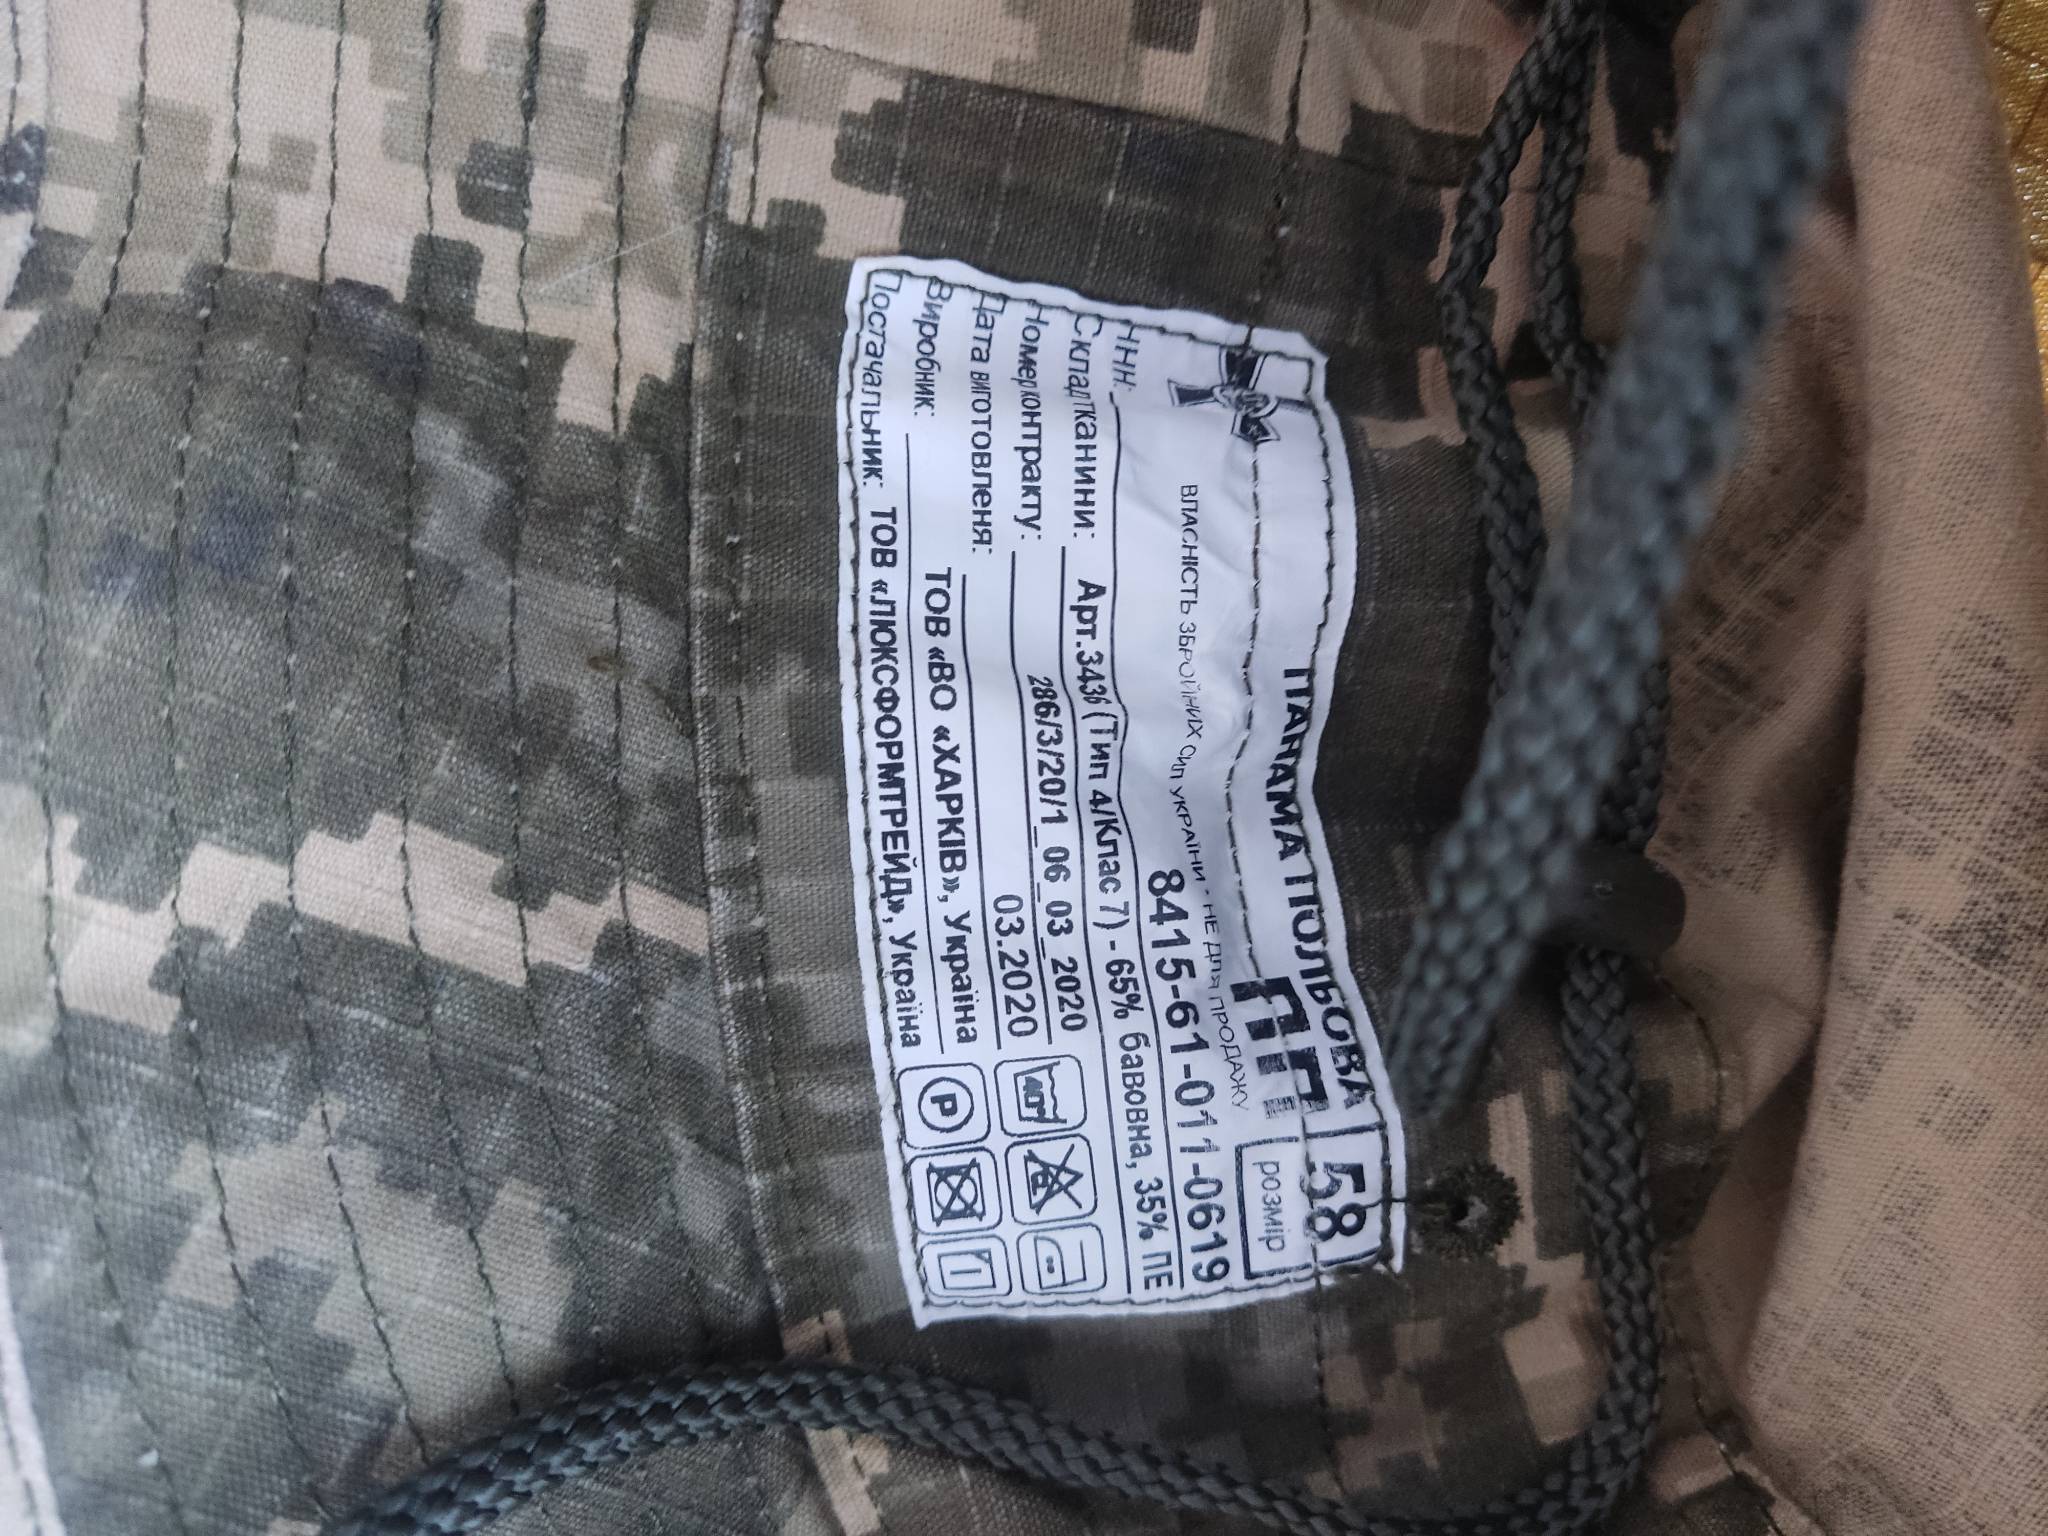 ПАНАМА ПОЛЬОВА
58
ПП
розмір
ВЛАСНІСТЬ ЗБРОЙНИХ СИЛ УКРАЇНИ - НЕ ДЛЯ ПРОДАЖУ
ННН: 8415-61-011-0619
Склад тканини: Арт.3436 (Тип 4/Клас 7) - 65% бавовна, 35% ПЕ
Номер контракту: 286/3/20/1_06_03_2020
Дата виготовленя: 03.2020
Виробник: ТОВ «ВО «ХАРКІВ», Україна
Постачальник: ТОВ «ЛЮКСФОРМТРЕЙД», Україна
40°
P